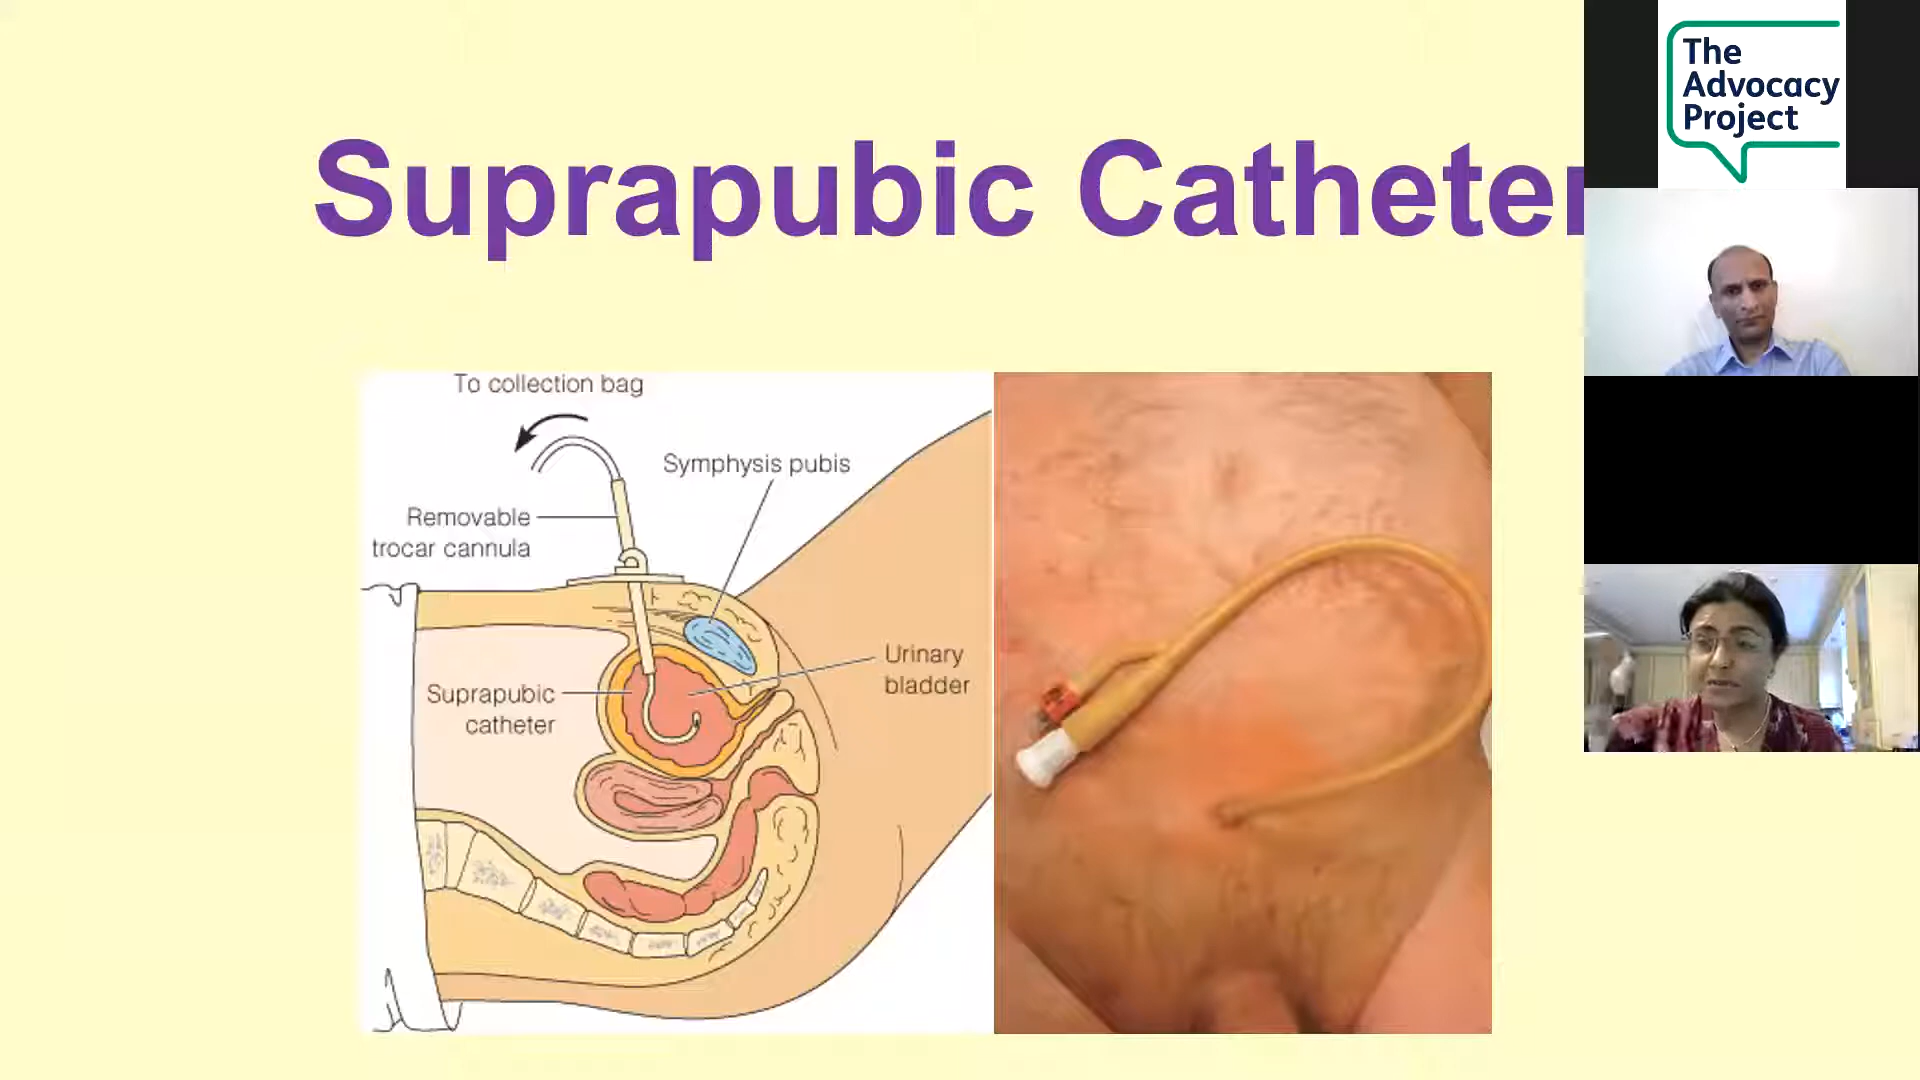 Suprapubic Catheter
To collection bag
Symphysis pubis
Removable
trocar cannula
Urinary
bladder
Suprapubic
catheter
The
Advocacy
Project